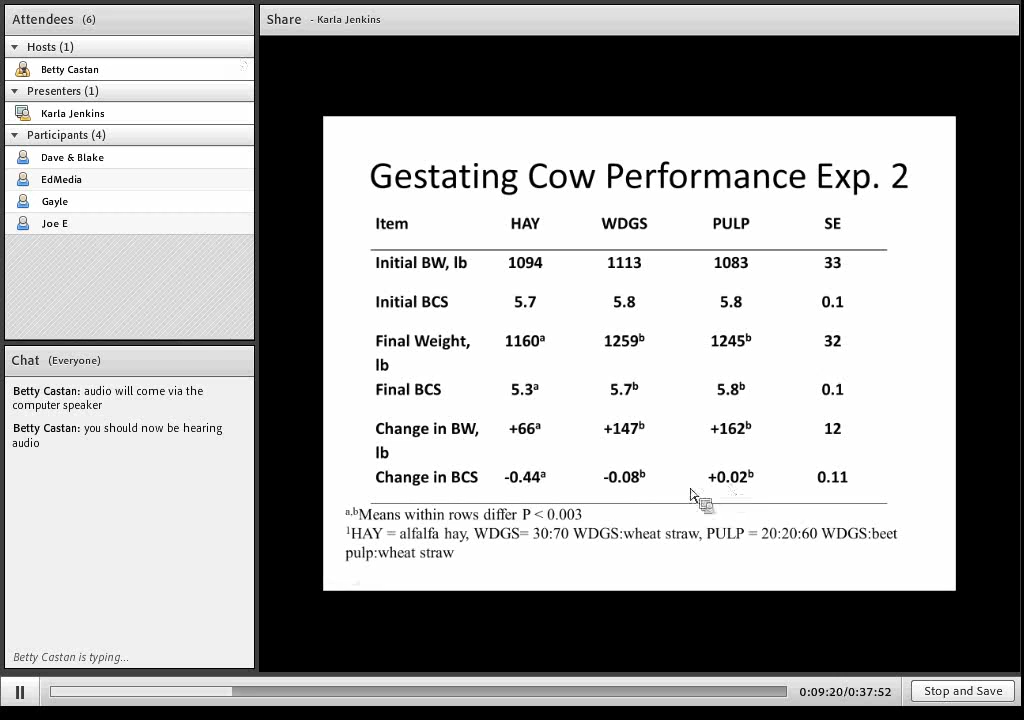 Attendees (6)
Hosts (1)
Betty Castan
Presenters (1)
Karla Jenkins
Participants (4)
Dave & Blake
EdMedia
Gayle
Joe E
Chat (Everyone)
Betty Castan: audio will come via the
computer speaker
Betty Castan: you should now be hearing
audio
Betty Castan is typing...
Share - Karla Jenkins
Gestating Cow Performance Exp. 2
Item HAY WDGS PULP SE
Initial BW, lb 1094 1113 1083 33
Initial BCS 5.7 5.8 5.8 0.1
Final Weight, 1160ᵃ 1259ᵇ 1245ᵇ 32
lb
Final BCS 5.3ᵃ 5.7ᵇ 5.8ᵇ 0.1
Change in BW, +66ᵃ +147ᵇ +162ᵇ 12
lb
Change in BCS -0.44ᵃ -0.08ᵇ +0.02ᵇ 0.11
ᵃ,ᵇMeans within rows differ P < 0.003
¹HAY = alfalfa hay, WDGS= 30:70 WDGS:wheat straw, PULP = 20:20:60 WDGS:beet
pulp:wheat straw
0:09:20/0:37:52
Stop and Save